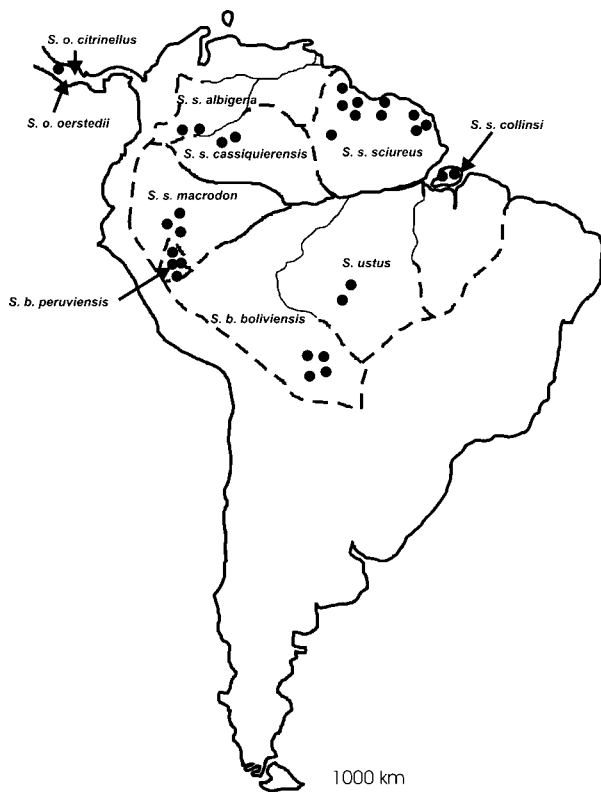 S. o. citrinellus
S. s. albigena
S. o. oerstedii
S. s. collinsi
S. s. cassiquierensis
S. s. sciureus
S. s. macrodon
S. ustus
S. b. peruviensis
S. b. boliviensis
1000 km